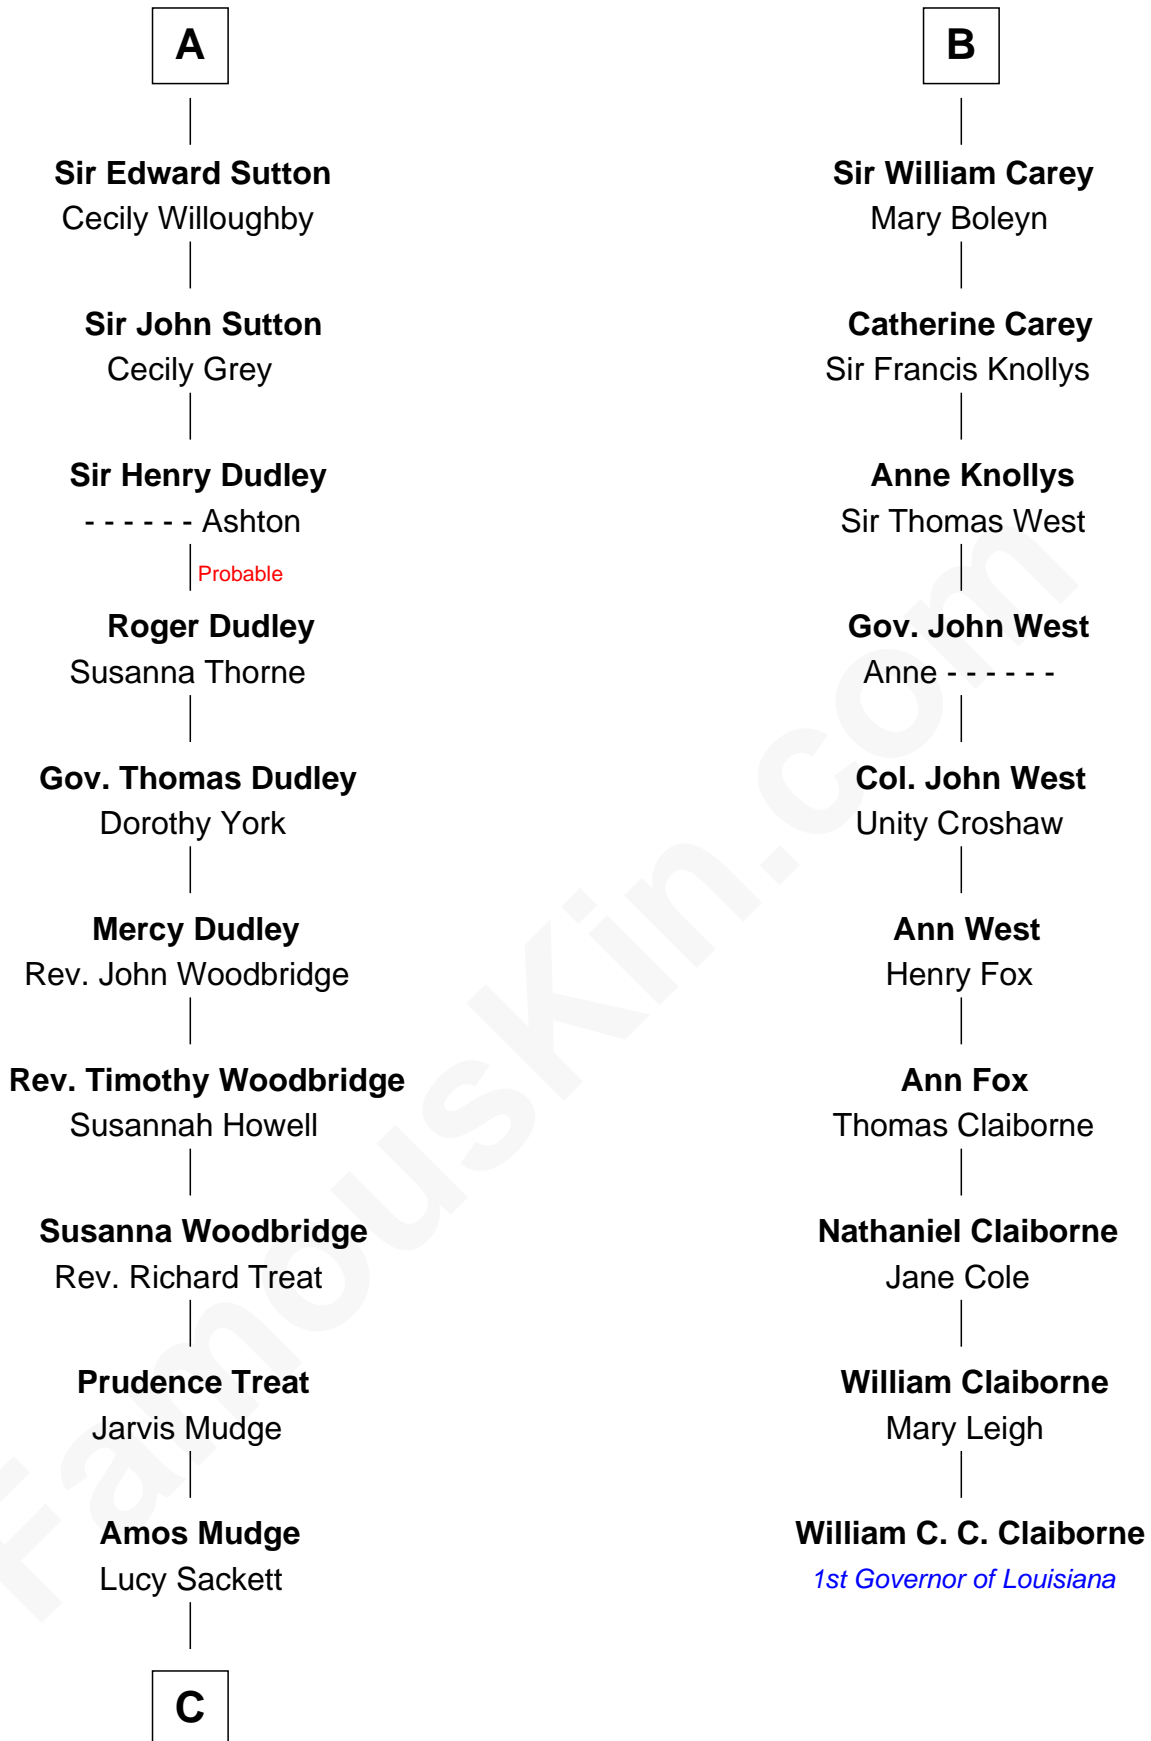 A
Sir Edward Sutton
Cecily Willoughby
Sir John Sutton
Cecily Grey
Sir Henry Dudley
- - - - - - Ashton
Probable
Roger Dudley
Susanna Thorne
Gov. Thomas Dudley
Dorothy York
Mercy Dudley
Rev. John Woodbridge
Rev. Timothy Woodbridge
Susannah Howell
Susanna Woodbridge
Rev. Richard Treat
Prudence Treat
Jarvis Mudge
Amos Mudge
Lucy Sackett
C
B
Sir William Carey
Mary Boleyn
Catherine Carey
Sir Francis Knollys
Anne Knollys
Sir Thomas West
Gov. John West
Anne - - - - - -
Col. John West
Unity Croshaw
Ann West
Henry Fox
Ann Fox
Thomas Claiborne
Nathaniel Claiborne
Jane Cole
William Claiborne
Mary Leigh
William C. C. Claiborne
1st Governor of Louisiana
FamousKin.com